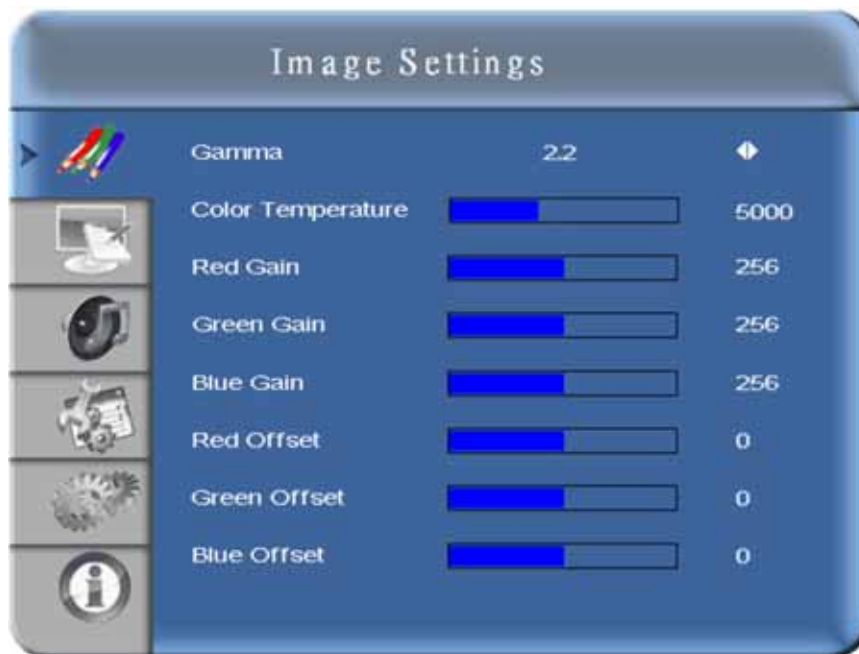 Image Settings
Gamma 2.2
Color Temperature 5000
Red Gain 256
Green Gain 256
Blue Gain 256
Red Offset 0
Green Offset 0
Blue Offset 0